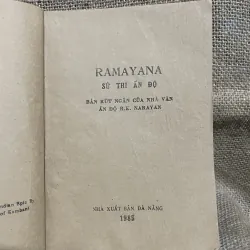 RAMAYANA
SỬ THI ẤN ĐỘ
BẢN RÚT NGẮN CỦA NHÀ VĂN
ẤN ĐỘ R.K. NARAYAN
NHÀ XUẤT BẢN ĐÀ NẴNG
1985